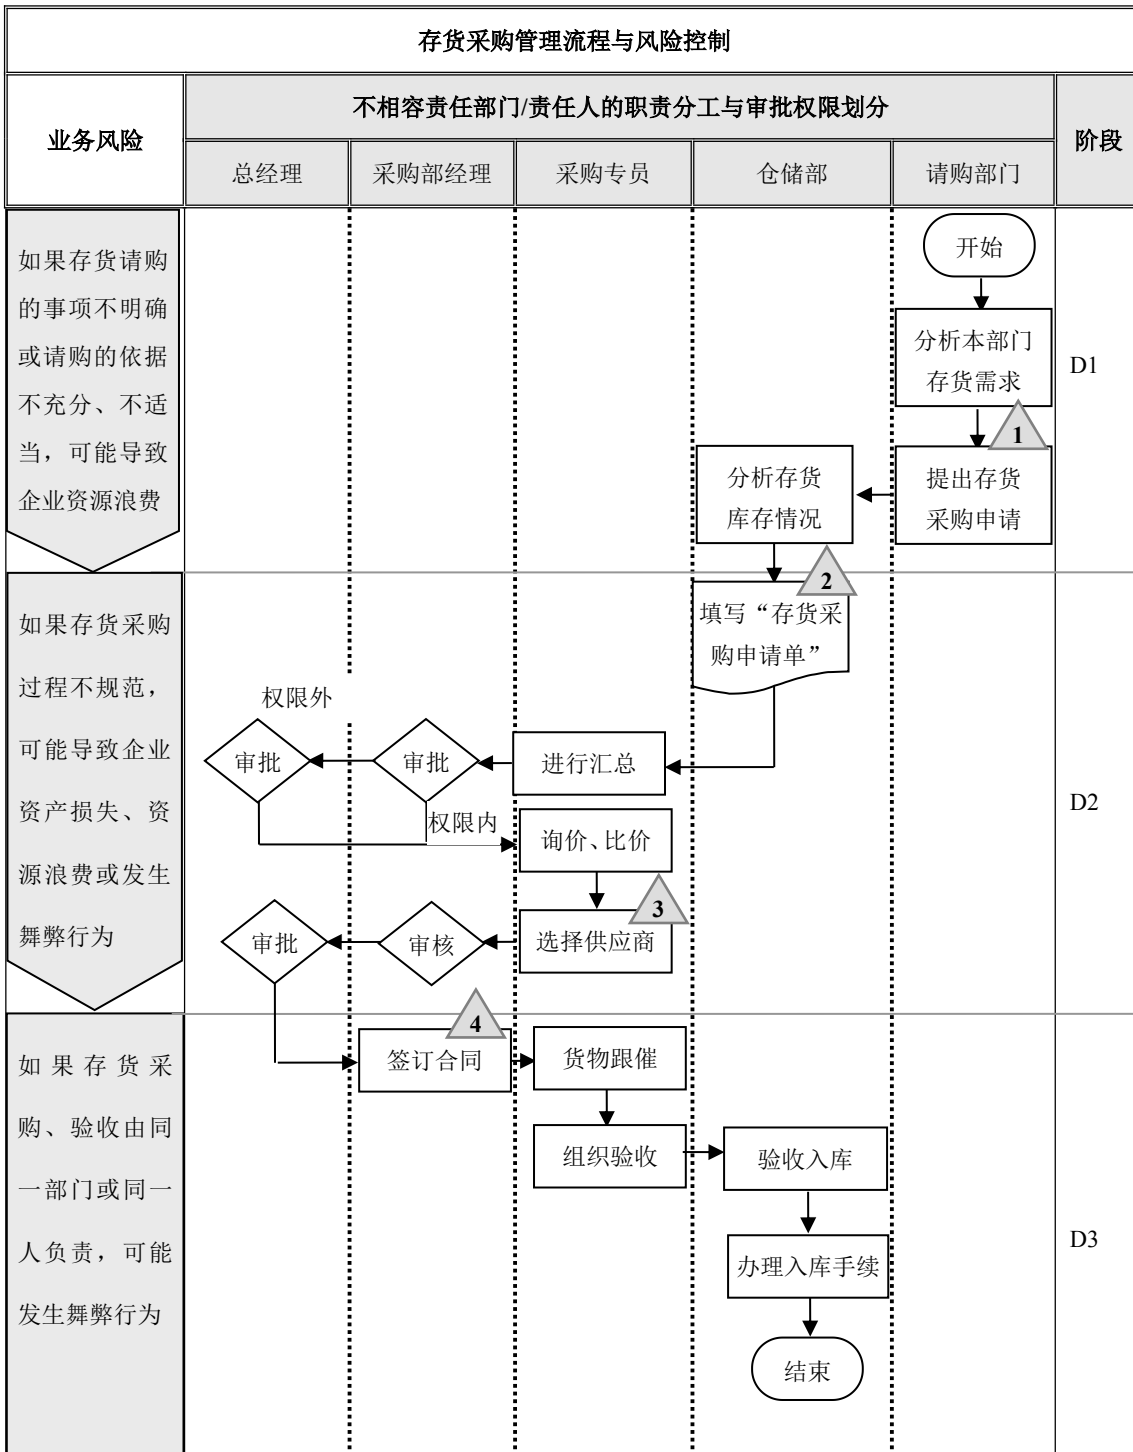 存货采购管理流程与风险控制
业务风险
不相容责任部门/责任人的职责分工与审批权限划分
阶段
总经理
采购部经理
采购专员
仓储部
请购部门
如果存货请购
的事项不明确
或请购的依据
不充分、不适
当，可能导致
企业资源浪费
开始
分析本部门
存货需求
D1
1
提出存货
采购申请
分析存货
库存情况
如果存货采购
过程不规范，
可能导致企业
资产损失、资
源浪费或发生
舞弊行为
2
填写“存货采
购申请单”
权限外
审批
审批
进行汇总
D2
权限内
询价、比价
3
审批
审核
选择供应商
如果存货采
购、验收由同
一部门或同一
人负责，可能
发生舞弊行为
4
签订合同
货物跟催
组织验收
验收入库
D3
办理入库手续
结束